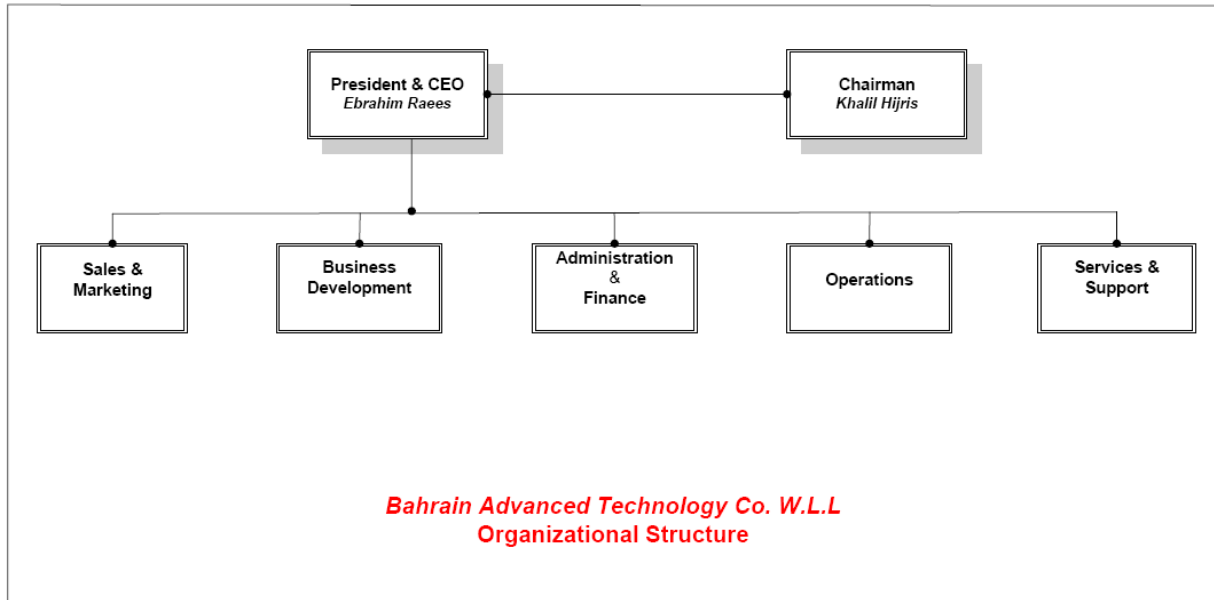 President & CEO
Ebrahim Raees
Chairman
Khalil Hijris
Sales &
Marketing
Business
Development
Administration
&
Finance
Operations
Services &
Support
Bahrain Advanced Technology Co. W.L.L
Organizational Structure